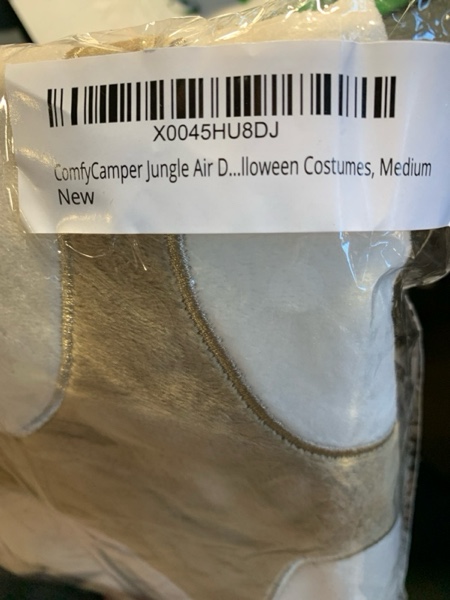 X0045HU8DJ
ComfyCamper Jungle Air D...lloween Costumes, Medium
New